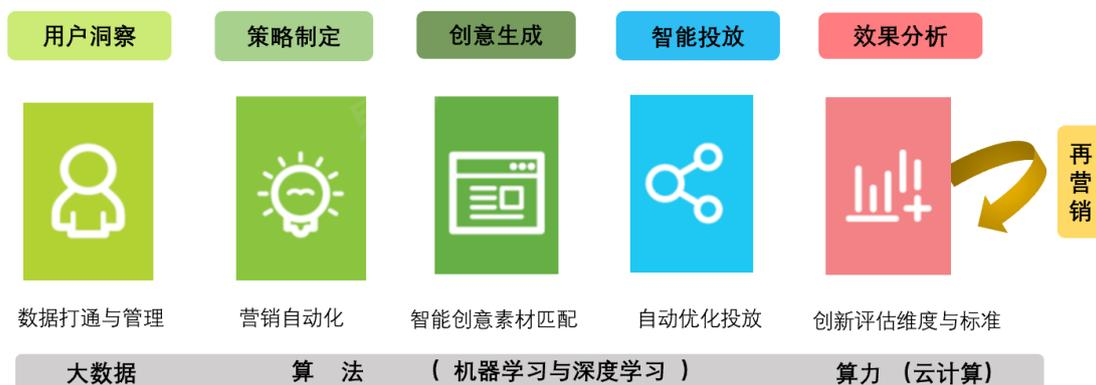 用户洞察 策略制定 创意生成 智能投放 效果分析
再
营
销
数据打通与管理 营销自动化 智能创意素材匹配 自动优化投放 创新评估维度与标准
大数据 算 法 （ 机器学习与深度学习 ） 算力 （云计算）